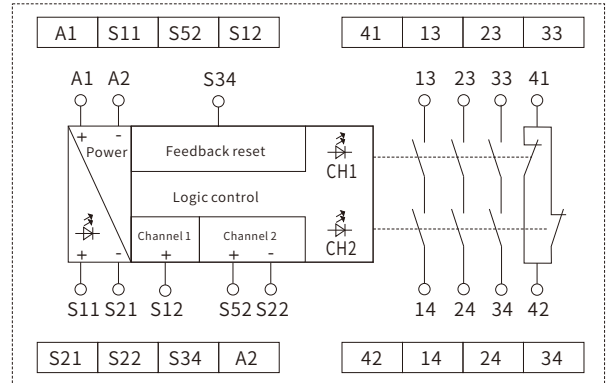 A1 S11 S52 S12 41 13 23 33
A1 A2 S34 13 23 33 41
+ -
Power Feedback reset
CH1
Logic control
Channel 1 Channel 2
CH2
+ - + + -
S11 S21 S12 S52 S22 14 24 34 42
S21 S22 S34 A2 42 14 24 34